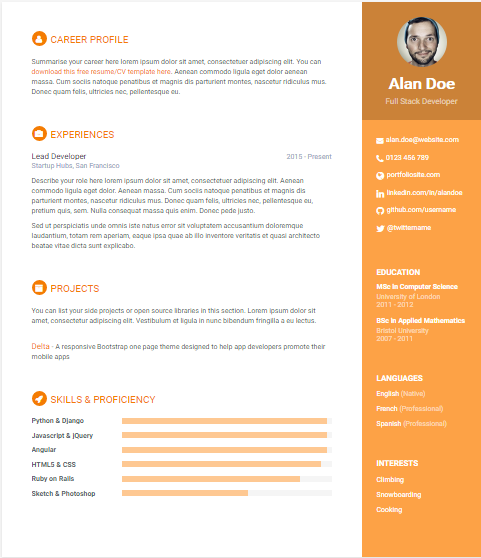 CAREER PROFILE
Summarise your career here lorem ipsum dolor sit amet, consectetuer adipiscing elit. You can
download this free resume/CV template here. Aenean commodo ligula eget dolor aenean
massa. Cum sociis natoque penatibus et magnis dis parturient montes, nascetur ridiculus mus.
Donec quam felis, ultricies nec, pellentesque eu.
EXPERIENCES
Lead Developer
2015 - Present
Startup Hubs, San Francisco
Describe your role here lorem ipsum dolor sit amet, consectetuer adipiscing elit. Aenean
commodo ligula eget dolor. Aenean massa. Cum sociis natoque penatibus et magnis dis
parturient montes, nascetur ridiculus mus. Donec quam felis, ultricies nec, pellentesque eu,
pretium quis, sem. Nulla consequat massa quis enim. Donec pede justo.
Sed ut perspiciatis unde omnis iste natus error sit voluptatem accusantium doloremque
laudantium, totam rem aperiam, eaque ipsa quae ab illo inventore veritatis et quasi architecto
beatae vitae dicta sunt explicabo.
PROJECTS
You can list your side projects or open source libraries in this section. Lorem ipsum dolor sit
amet, consectetur adipiscing elit. Vestibulum et ligula in nunc bibendum fringilla a eu lectus.
Delta - A responsive Bootstrap one page theme designed to help app developers promote their
mobile apps
SKILLS & PROFICIENCY
Python & Django
Javascript & jQuery
Angular
HTML5 & CSS
Ruby on Rails
Sketch & Photoshop
Alan Doe
Full Stack Developer
alan.doe@website.com
0123 456 789
portfoliosite.com
linkedin.com/in/alandoe
github.com/username
@twittername
EDUCATION
MSc in Computer Science
University of London
2011 - 2012
BSc in Applied Mathematics
Bristol University
2007 - 2011
LANGUAGES
English (Native)
French (Professional)
Spanish (Professional)
INTERESTS
Climbing
Snowboarding
Cooking